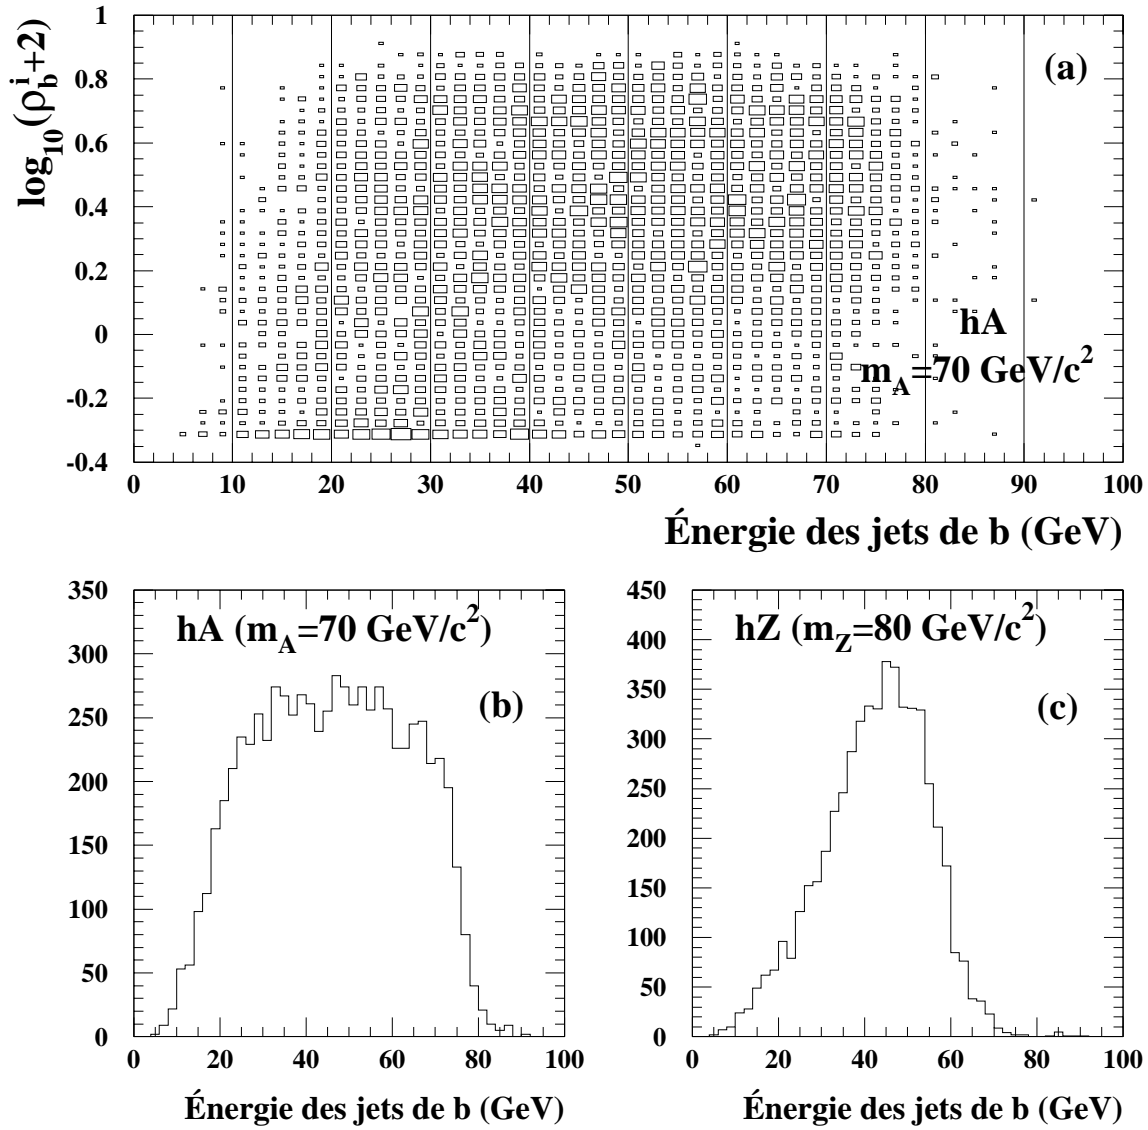 log₁₀(ρ_b^i+2)
1
0.8
0.6
0.4
0.2
0
-0.2
-0.4
(a)
hA
m_A=70 GeV/c²
0 10 20 30 40 50 60 70 80 90 100
Énergie des jets de b (GeV)
350
300
250
200
150
100
50
0
hA (m_A=70 GeV/c²)
(b)
0 20 40 60 80 100
Énergie des jets de b (GeV)
450
400
350
300
250
200
150
100
50
0
hZ (m_Z=80 GeV/c²)
(c)
0 20 40 60 80 100
Énergie des jets de b (GeV)